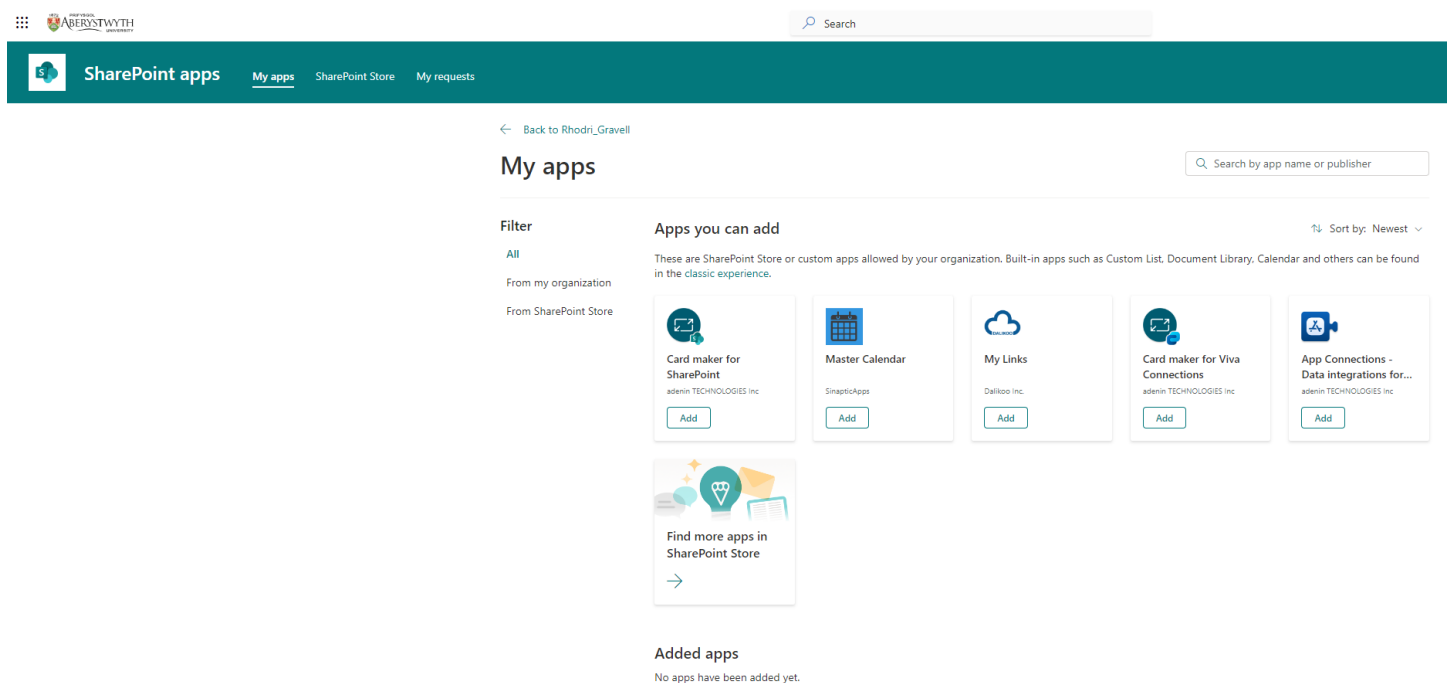 PRIFYSGOL
ABERYSTWYTH
UNIVERSITY
Search
SharePoint apps
My apps
SharePoint Store
My requests
Back to Rhodri_Gravell
My apps
Search by app name or publisher
Filter
All
From my organization
From SharePoint Store
Apps you can add
Sort by: Newest
These are SharePoint Store or custom apps allowed by your organization. Built-in apps such as Custom List, Document Library, Calendar and others can be found
in the classic experience.
Card maker for
SharePoint
adenin TECHNOLOGIES Inc
Add
Master Calendar
SinapticApps
Add
DALIKOO
My Links
Dalikoo Inc.
Add
Card maker for Viva
Connections
adenin TECHNOLOGIES Inc
Add
App Connections -
Data integrations for...
adenin TECHNOLOGIES Inc
Add
Find more apps in
SharePoint Store
Added apps
No apps have been added yet.